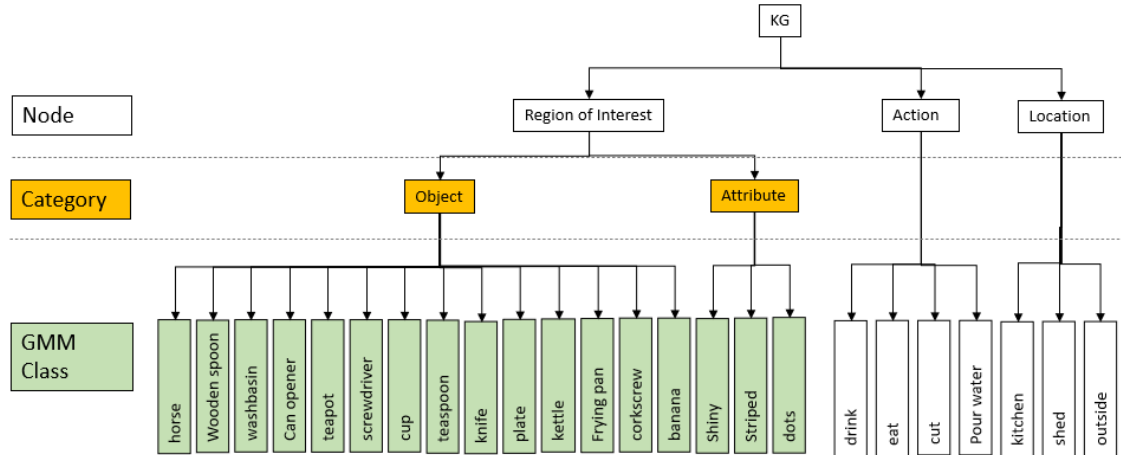 KG
Node
Region of Interest
Action
Location
Category
Object
Attribute
GMM
Class
horse
Wooden spoon
washbasin
Can opener
teapot
screwdriver
cup
teaspoon
knife
plate
kettle
Frying pan
corkscrew
banana
Shiny
Striped
dots
drink
eat
cut
Pour water
kitchen
shed
outside